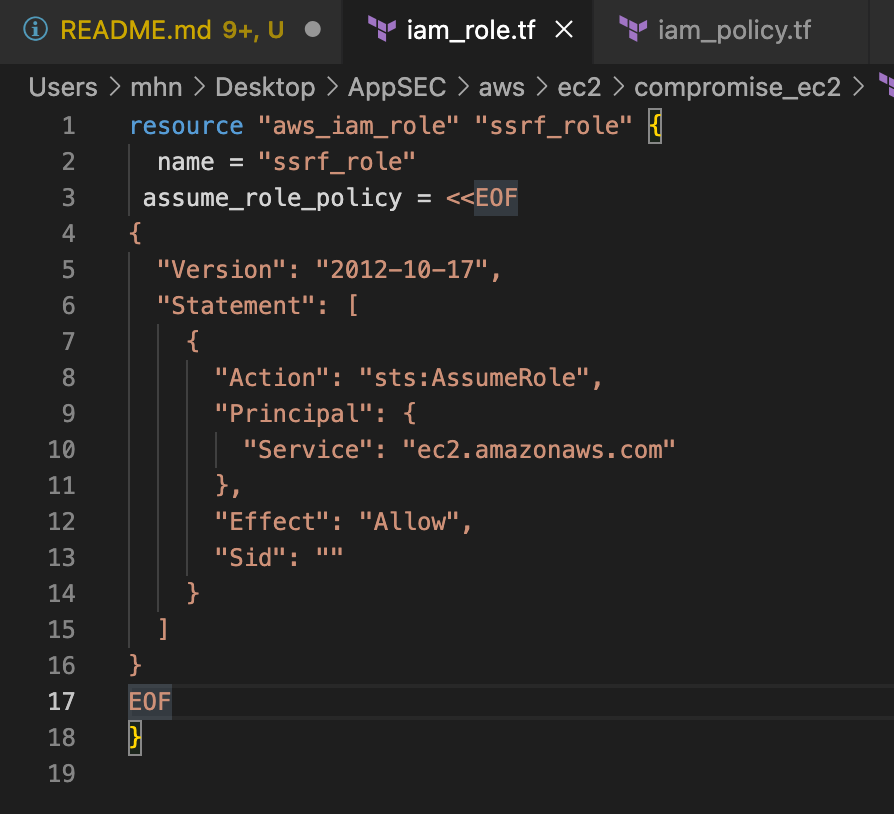 README.md 9+, U iam_role.tf iam_policy.tf
Users > mhn > Desktop > AppSEC > aws > ec2 > compromise_ec2 >
1 resource "aws_iam_role" "ssrf_role" {
2   name = "ssrf_role"
3  assume_role_policy = <<EOF
4 {
5   "Version": "2012-10-17",
6   "Statement": [
7     {
8       "Action": "sts:AssumeRole",
9       "Principal": {
10         "Service": "ec2.amazonaws.com"
11       },
12       "Effect": "Allow",
13       "Sid": ""
14     }
15   ]
16 }
17 EOF
18 }
19